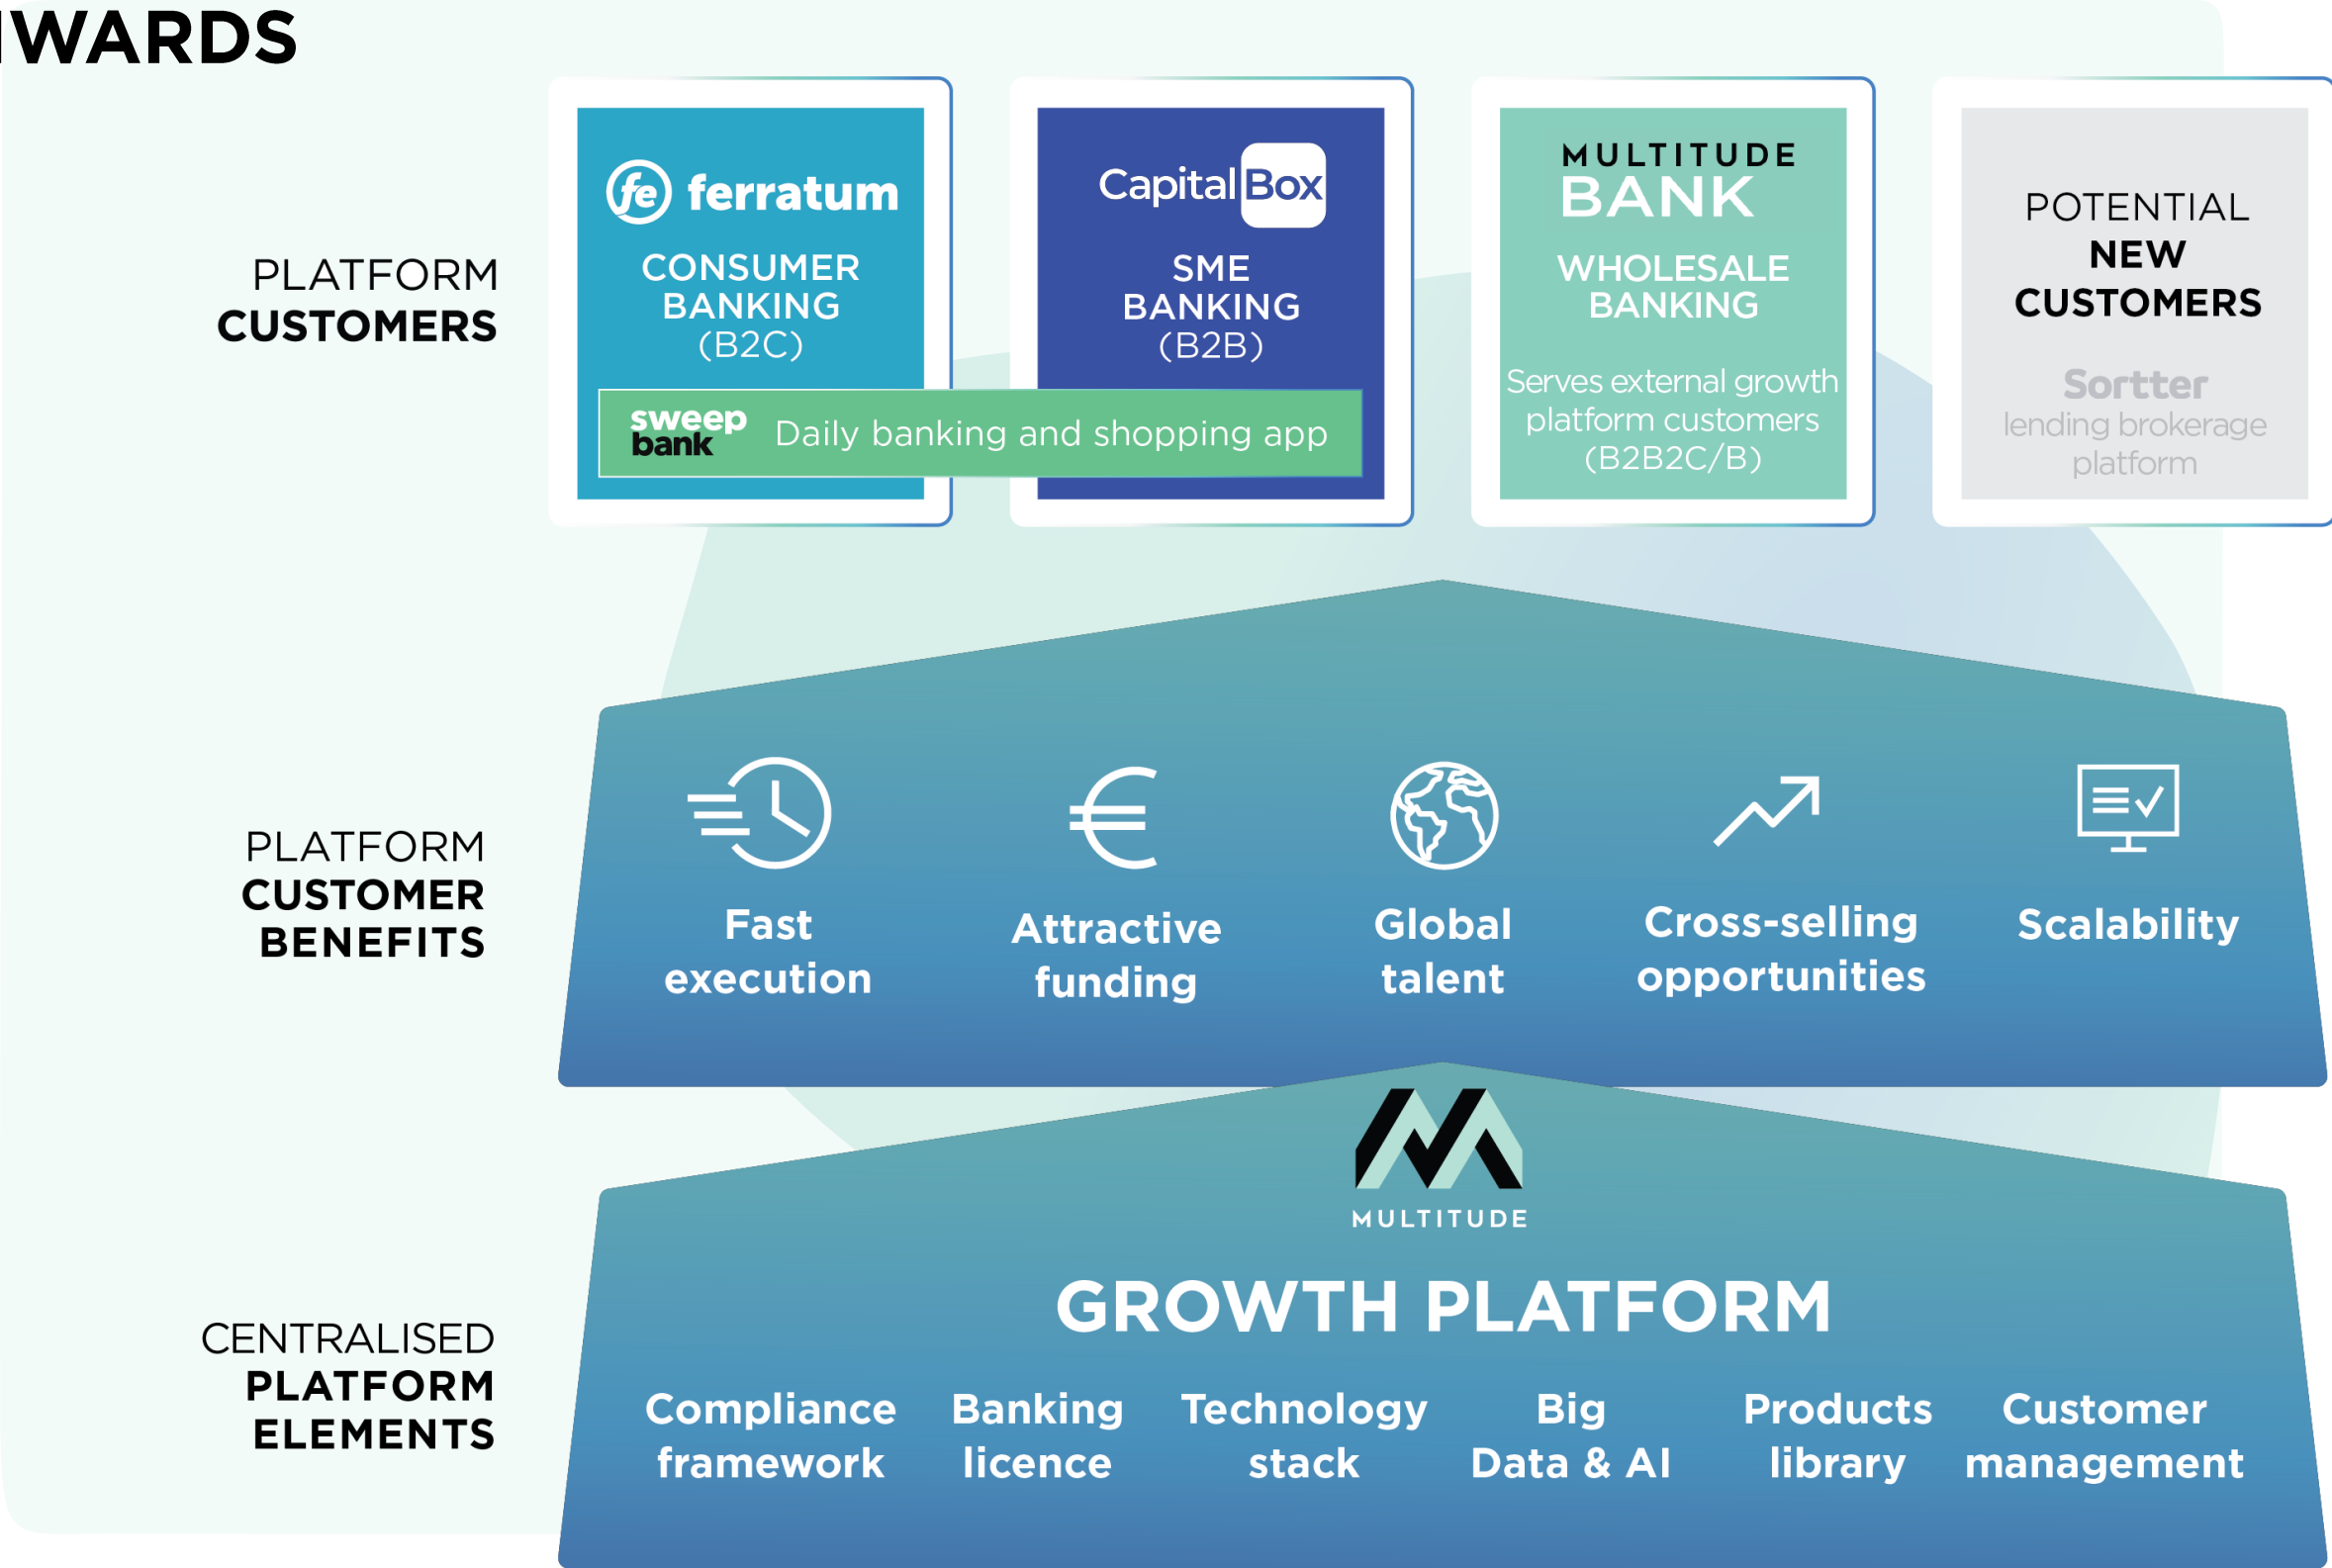 WARDS
PLATFORM
CUSTOMERS
fe ferratum
CONSUMER
BANKING
(B2C)
Capital Box
SME
BANKING
(B2B)
sweep
bank
Daily banking and shopping app
MULTITUDE
BANK
WHOLESALE
BANKING
Serves external growth
platform customers
(B2B2C/B)
POTENTIAL
NEW
CUSTOMERS
Sortter
lending brokerage
platform
PLATFORM
CUSTOMER
BENEFITS
Fast
execution
Attractive
funding
Global
talent
Cross-selling
opportunities
Scalability
MULTITUDE
GROWTH PLATFORM
CENTRALISED
PLATFORM
ELEMENTS
Compliance
framework
Banking
licence
Technology
stack
Big
Data & AI
Products
library
Customer
management